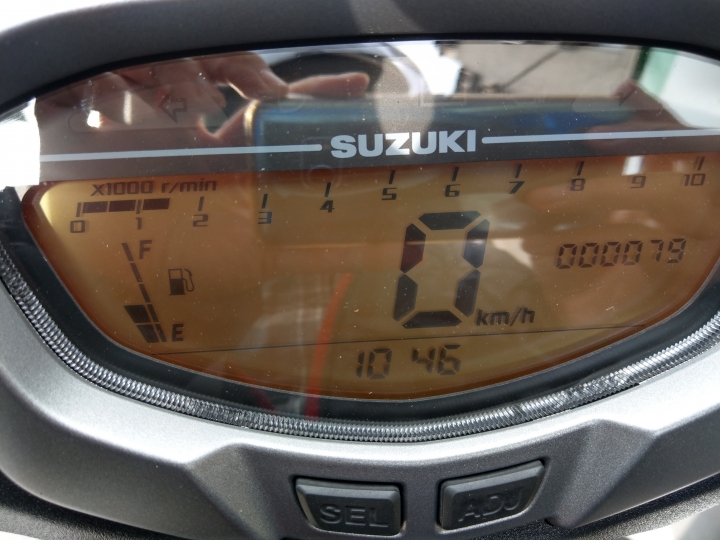 SUZUKI
x1000 r/min
0 1 2 3 4 5 6 7 8 9 10
F
0 km/h
000079
E
10 46
SEL ADJ